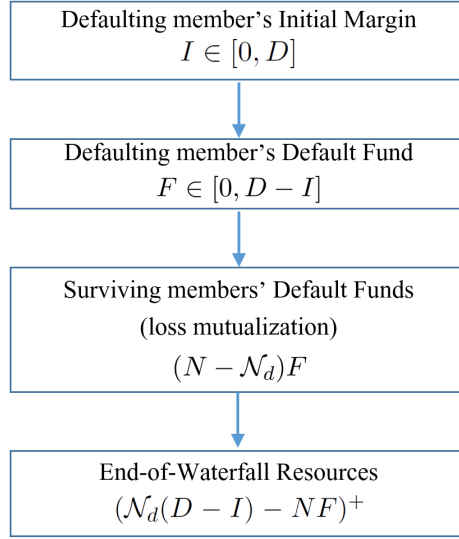 Defaulting member's Initial Margin
I ∈ [0, D]
Defaulting member's Default Fund
F ∈ [0, D − I]
Surviving members' Default Funds
(loss mutualization)
(N − 𝒩_d)F
End-of-Waterfall Resources
(𝒩_d(D − I) − NF)⁺